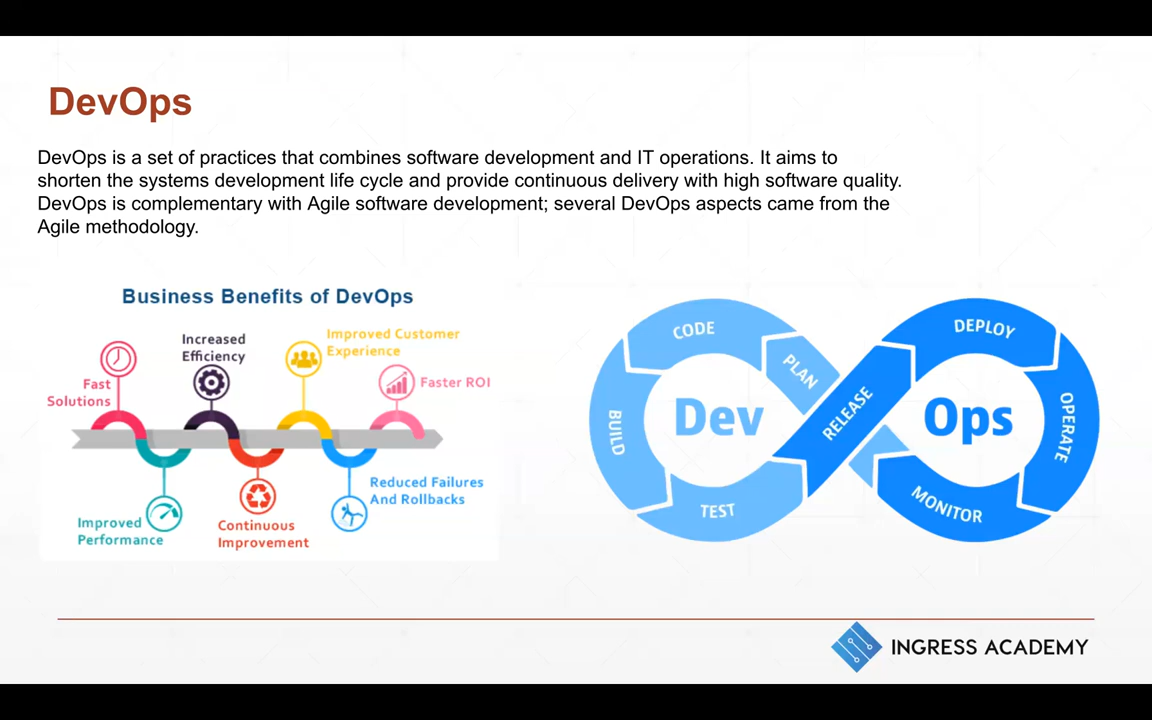 DevOps
DevOps is a set of practices that combines software development and IT operations. It aims to
shorten the systems development life cycle and provide continuous delivery with high software quality.
DevOps is complementary with Agile software development; several DevOps aspects came from the
Agile methodology.
Business Benefits of DevOps
Fast
Solutions
Increased
Efficiency
Improved Customer
Experience
Faster ROI
Improved
Performance
Continuous
Improvement
Reduced Failures
And Rollbacks
CODE
PLAN
BUILD
TEST
Dev
RELEASE
DEPLOY
OPERATE
MONITOR
Ops
INGRESS ACADEMY